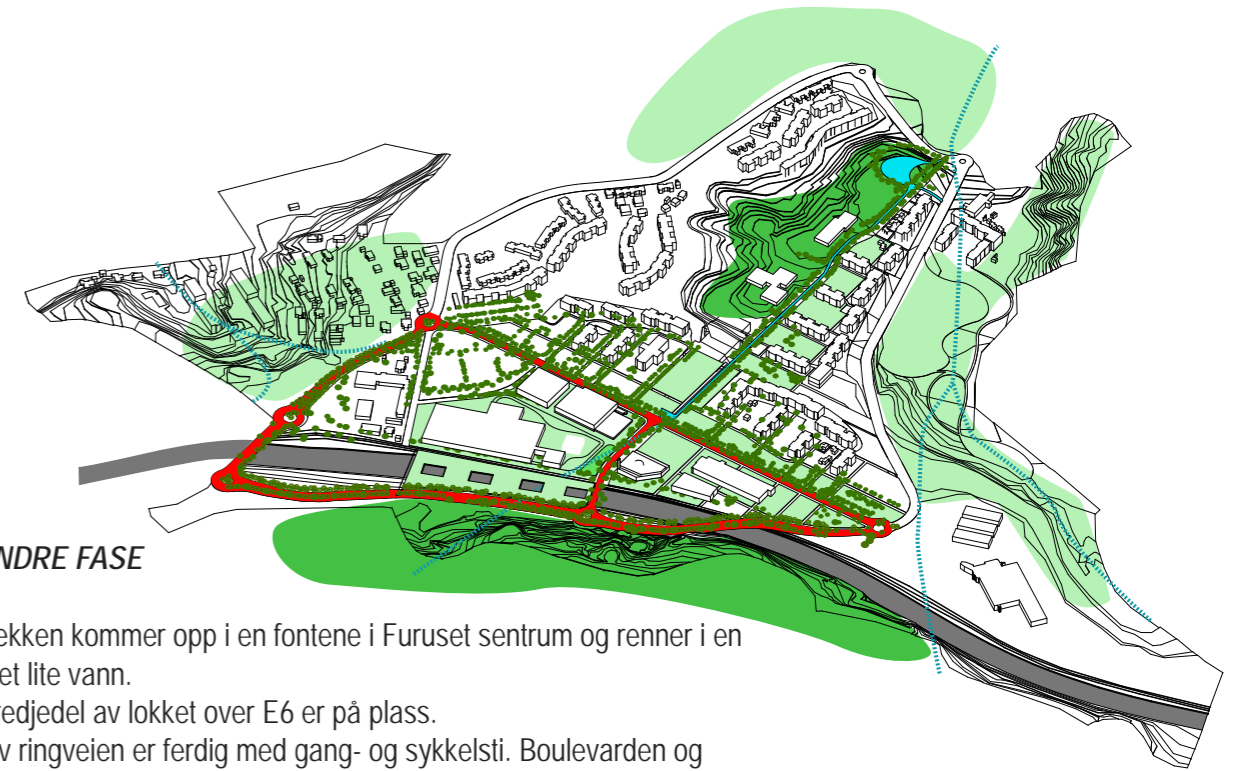 NDRE FASE
ekken kommer opp i en fontene i Furuset sentrum og renner i en
et lite vann.
redjedel av lokket over E6 er på plass.
v ringveien er ferdig med gang- og sykkelsti. Boulevarden og